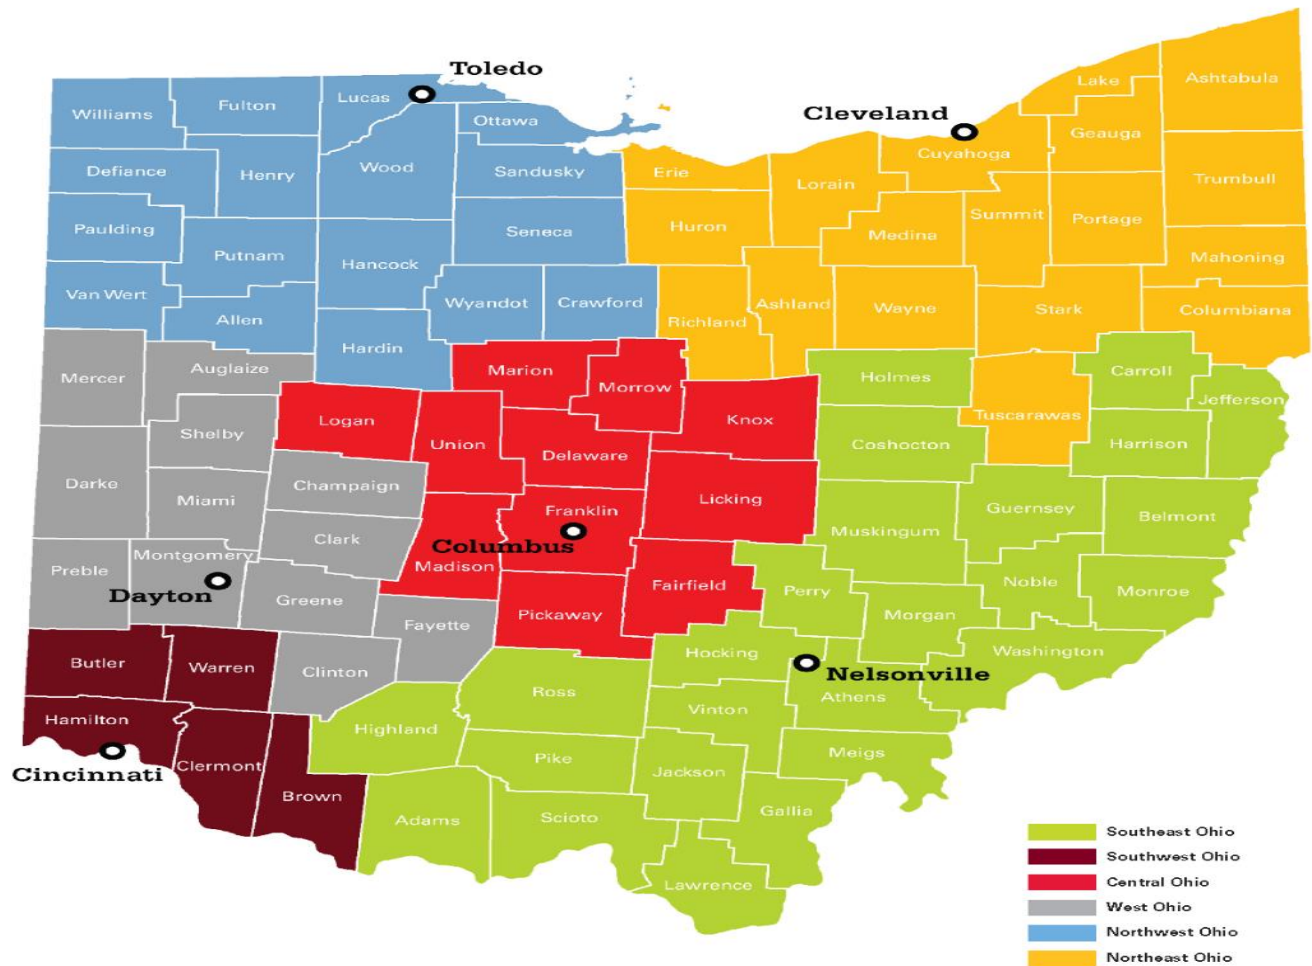 Toledo
Cleveland
Williams
Fulton
Lucas
Ottawa
Lake
Ashtabula
Geauga
Cuyahoga
Defiance
Henry
Wood
Sandusky
Erie
Lorain
Trumbull
Paulding
Putnam
Hancock
Seneca
Huron
Medina
Summit
Portage
Mahoning
Van Wert
Allen
Wyandot
Crawford
Richland
Ashland
Wayne
Stark
Columbiana
Hardin
Mercer
Auglaize
Marion
Morrow
Holmes
Carroll
Jefferson
Logan
Union
Knox
Tuscarawas
Shelby
Delaware
Coshocton
Harrison
Darke
Miami
Champaign
Licking
Franklin
Guernsey
Belmont
Clark
Columbus
Muskingum
Montgomery
Madison
Preble
Dayton
Greene
Fairfield
Perry
Noble
Monroe
Fayette
Pickaway
Morgan
Butler
Warren
Clinton
Hocking
Washington
Nelsonville
Ross
Athens
Hamilton
Highland
Vinton
Cincinnati
Clermont
Pike
Jackson
Meigs
Brown
Adams
Scioto
Gallia
Lawrence
Southeast Ohio
Southwest Ohio
Central Ohio
West Ohio
Northwest Ohio
Northeast Ohio